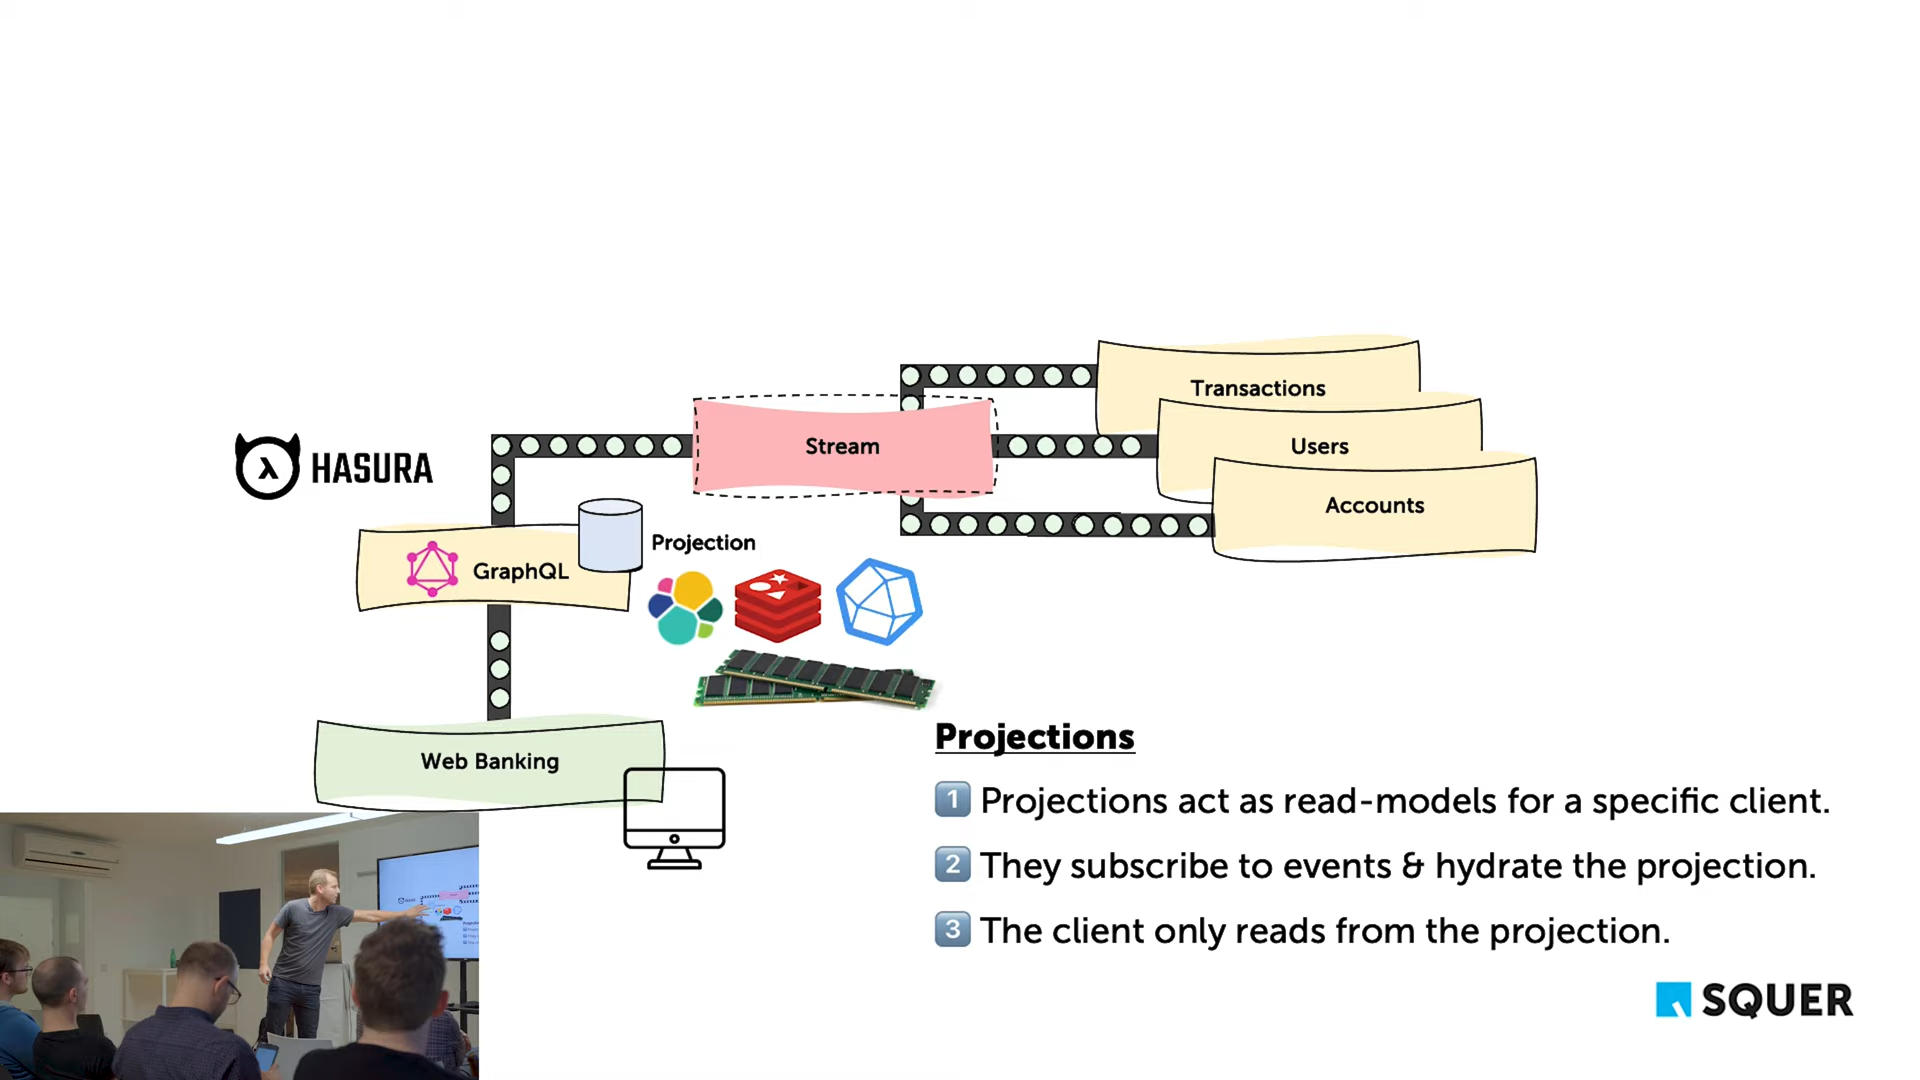 Transactions
Stream
Users
HASURA
Accounts
Projection
GraphQL
Web Banking
Projections
1 Projections act as read-models for a specific client.
2 They subscribe to events & hydrate the projection.
3 The client only reads from the projection.
SQUER